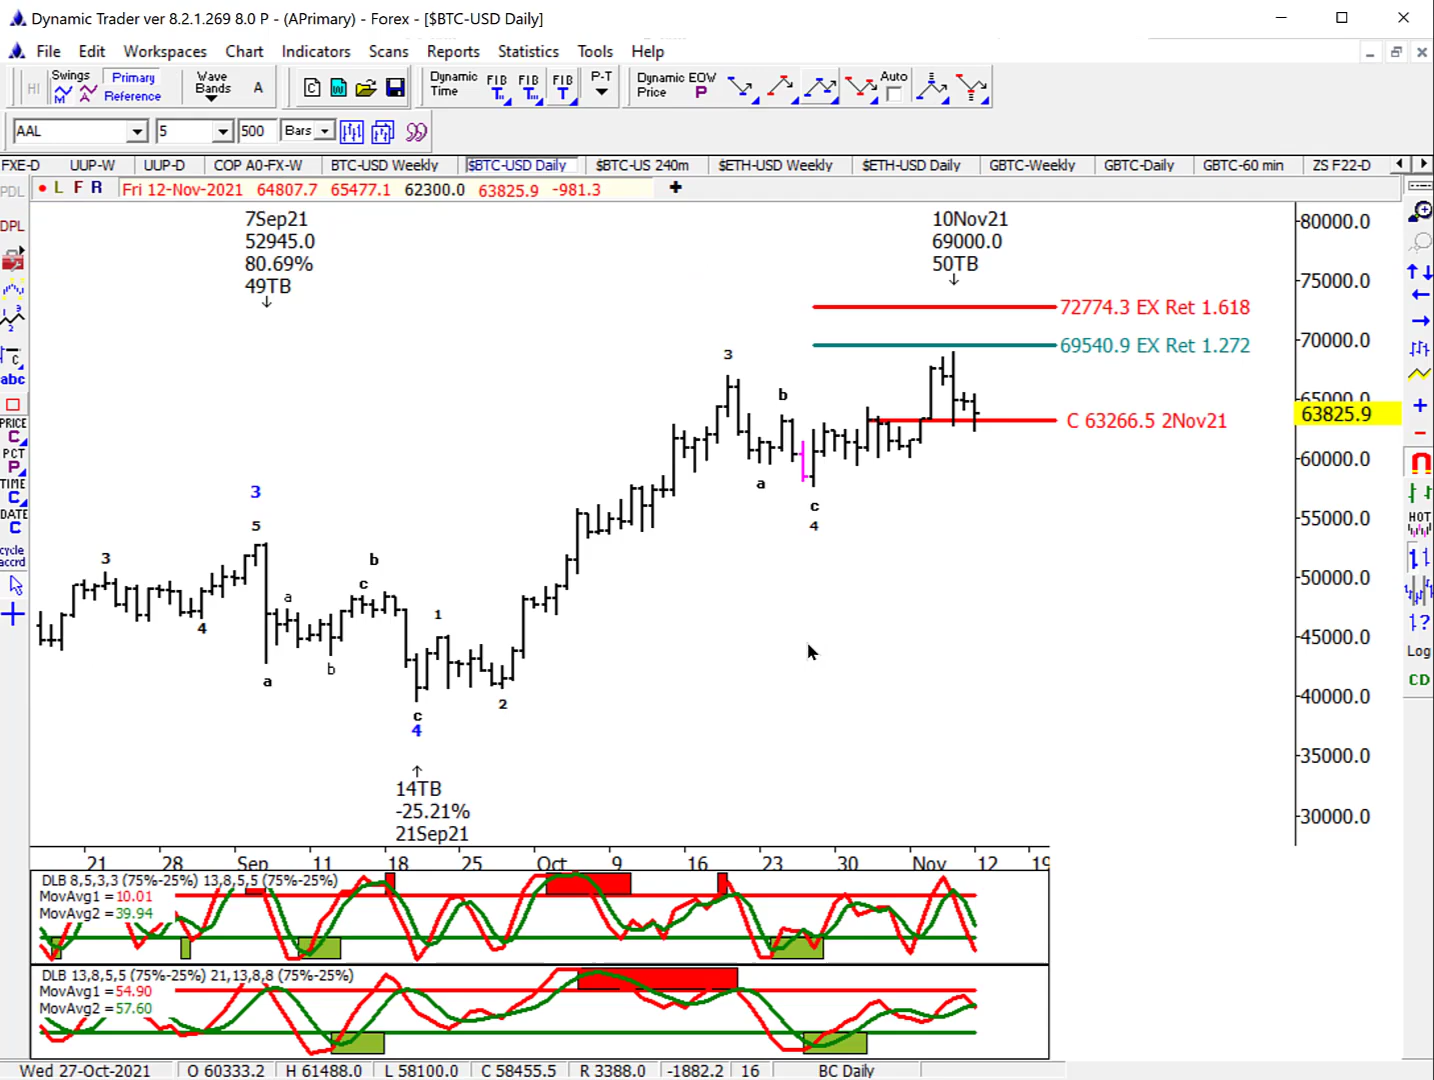 Dynamic Trader ver 8.2.1.269 8.0 P - (APrimary) - Forex - [$BTC-USD Daily]
File Edit Workspaces Chart Indicators Scans Reports Statistics Tools Help
HI Swings Primary Reference Wave Bands A C W Dynamic Time FIB T... FIB T... FIB T P-T Dynamic Price EOW P Auto
AAL 5 500 Bars
FXE-D UUP-W UUP-D COP A0-FX-W BTC-USD Weekly $BTC-USD Daily $BTC-US 240m $ETH-USD Weekly $ETH-USD Daily GBTC-Weekly GBTC-Daily GBTC-60 min ZS F22-D
PDL L F R Fri 12-Nov-2021 64807.7 65477.1 62300.0 63825.9 -981.3
DPL
C
abc
PRICE C
PCT P
TIME C
DATE C
cycle accrd
7Sep21
52945.0
80.69%
49TB
10Nov21
69000.0
50TB
72774.3 EX Ret 1.618
69540.9 EX Ret 1.272
C 63266.5 2Nov21
3
b
a
c
4
3
5
3
4
a
b
a
b
c
1
2
c
4
14TB
-25.21%
21Sep21
80000.0
75000.0
70000.0
65000.0
63825.9
60000.0
55000.0
50000.0
45000.0
40000.0
35000.0
30000.0
HOT
1?
Log
CD
21 28 Sep 11 18 25 Oct 9 16 23 30 Nov 12 19
DLB 8,5,3,3 (75%-25%) 13,8,5,5 (75%-25%)
MovAvg1 = 10.01
MovAvg2 = 39.94
DLB 13,8,5,5 (75%-25%) 21,13,8,8 (75%-25%)
MovAvg1 = 54.90
MovAvg2 = 57.60
Wed 27-Oct-2021 O 60333.2 H 61488.0 L 58100.0 C 58455.5 R 3388.0 -1882.2 16 BC Daily